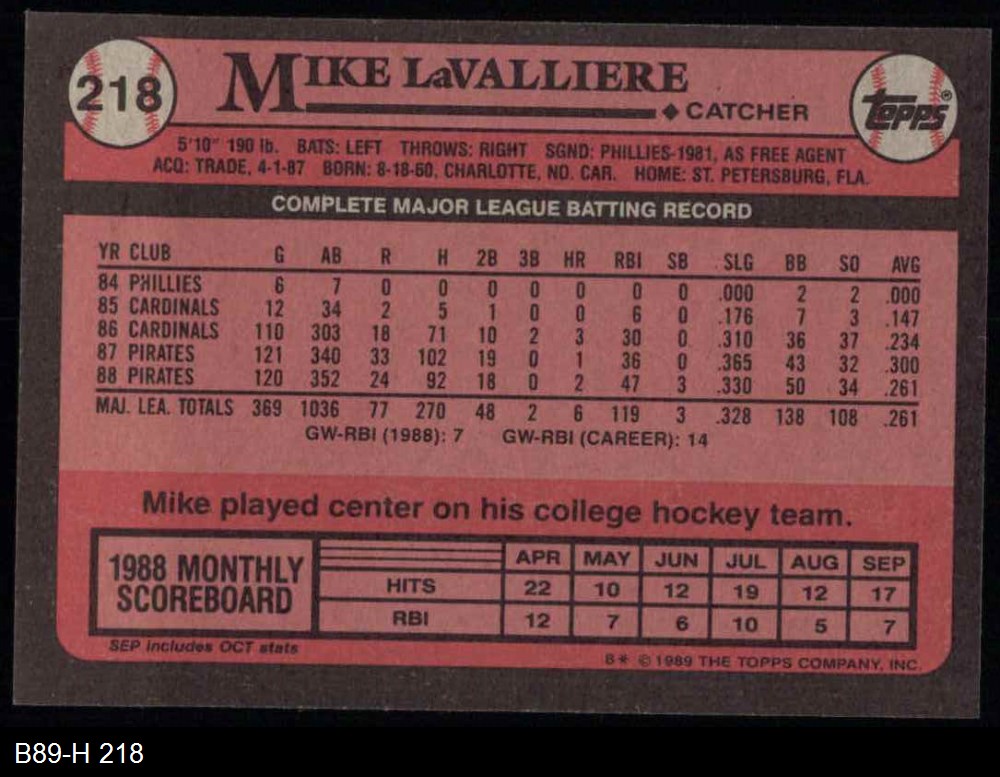 218
MIKE LaVALLIERE
◆ CATCHER
TOPPS®
5'10" 190 lb. BATS: LEFT THROWS: RIGHT SGND: PHILLIES-1981, AS FREE AGENT
ACQ: TRADE, 4-1-87 BORN: 8-18-60, CHARLOTTE, NO. CAR. HOME: ST. PETERSBURG, FLA.
COMPLETE MAJOR LEAGUE BATTING RECORD
YR CLUB G AB R H 2B 3B HR RBI SB SLG BB SO AVG
84 PHILLIES 6 7 0 0 0 0 0 0 0 .000 2 2 .000
85 CARDINALS 12 34 2 5 1 0 0 6 0 .176 7 3 .147
86 CARDINALS 110 303 18 71 10 2 3 30 0 .310 36 37 .234
87 PIRATES 121 340 33 102 19 0 1 36 0 .365 43 32 .300
88 PIRATES 120 352 24 92 18 0 2 47 3 .330 50 34 .261
MAJ. LEA. TOTALS 369 1036 77 270 48 2 6 119 3 .328 138 108 .261
GW-RBI (1988): 7 GW-RBI (CAREER): 14
Mike played center on his college hockey team.
1988 MONTHLY
SCOREBOARD
APR MAY JUN JUL AUG SEP
HITS 22 10 12 19 12 17
RBI 12 7 6 10 5 7
SEP includes OCT stats
B* © 1989 THE TOPPS COMPANY, INC.
B89-H 218